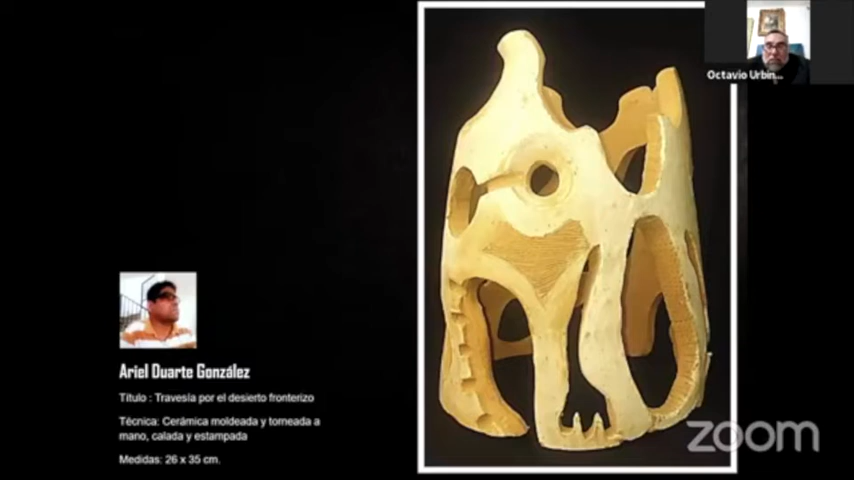 Octavio Urbin...
Ariel Duarte González
Título : Travesía por el desierto fronterizo
Técnica: Cerámica moldeada y torneada a
mano, calada y estampada
Medidas: 26 x 35 cm.
zoom